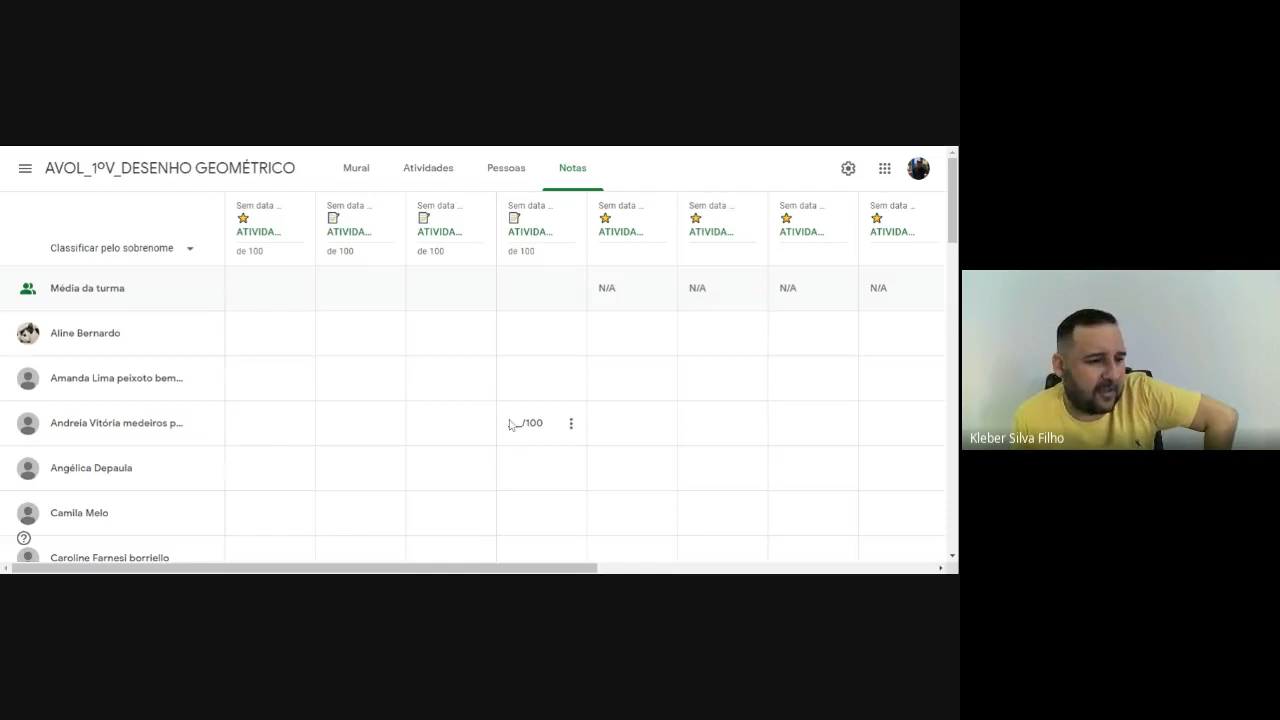 AVOL_1ºV_DESENHO GEOMÉTRICO
Mural
Atividades
Pessoas
Notas
Classificar pelo sobrenome
Sem data ... Sem data ... Sem data ... Sem data ... Sem data ... Sem data ... Sem data ... Sem data ...
ATIVIDA... ATIVIDA... ATIVIDA... ATIVIDA... ATIVIDA... ATIVIDA... ATIVIDA... ATIVIDA...
de 100 de 100 de 100 de 100
Média da turma N/A N/A N/A N/A
Aline Bernardo
Amanda Lima peixoto bem...
Andreia Vitória medeiros p... __/100
Angélica Depaula
Camila Melo
Caroline Farnesi borriello
Kleber Silva Filho